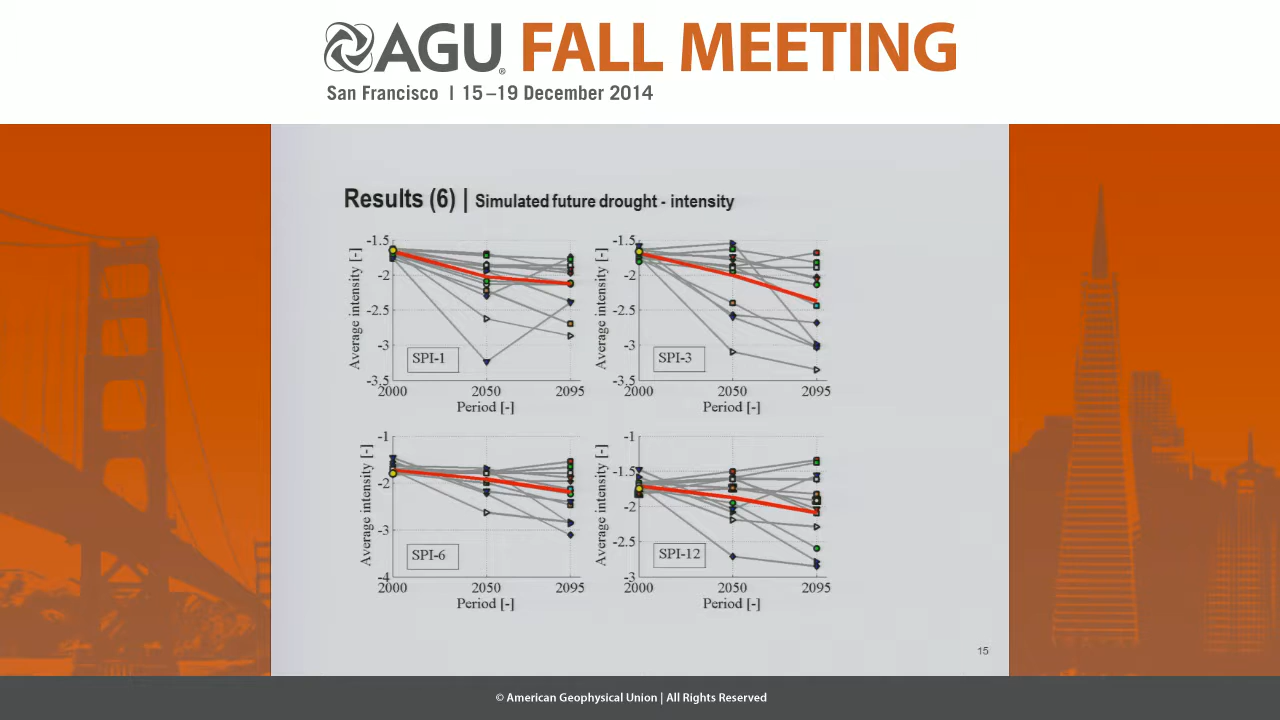 AGU FALL MEETING
San Francisco | 15–19 December 2014
Results (6) | Simulated future drought - intensity
-1.5
-2
-2.5
-3
-3.5
Average intensity [-]
SPI-1
2000 2050 2095
Period [-]
-1.5
-2
-2.5
-3
-3.5
Average intensity [-]
SPI-3
2000 2050 2095
Period [-]
-1
-2
-3
-4
Average intensity [-]
SPI-6
2000 2050 2095
Period [-]
-1
-1.5
-2
-2.5
-3
Average intensity [-]
SPI-12
2000 2050 2095
Period [-]
15
© American Geophysical Union | All Rights Reserved